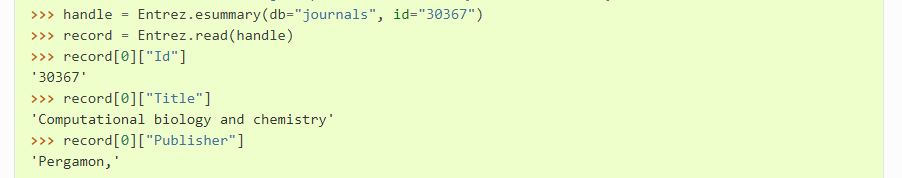 >>> handle = Entrez.esummary(db="journals", id="30367")
>>> record = Entrez.read(handle)
>>> record[0]["Id"]
'30367'
>>> record[0]["Title"]
'Computational biology and chemistry'
>>> record[0]["Publisher"]
'Pergamon,'